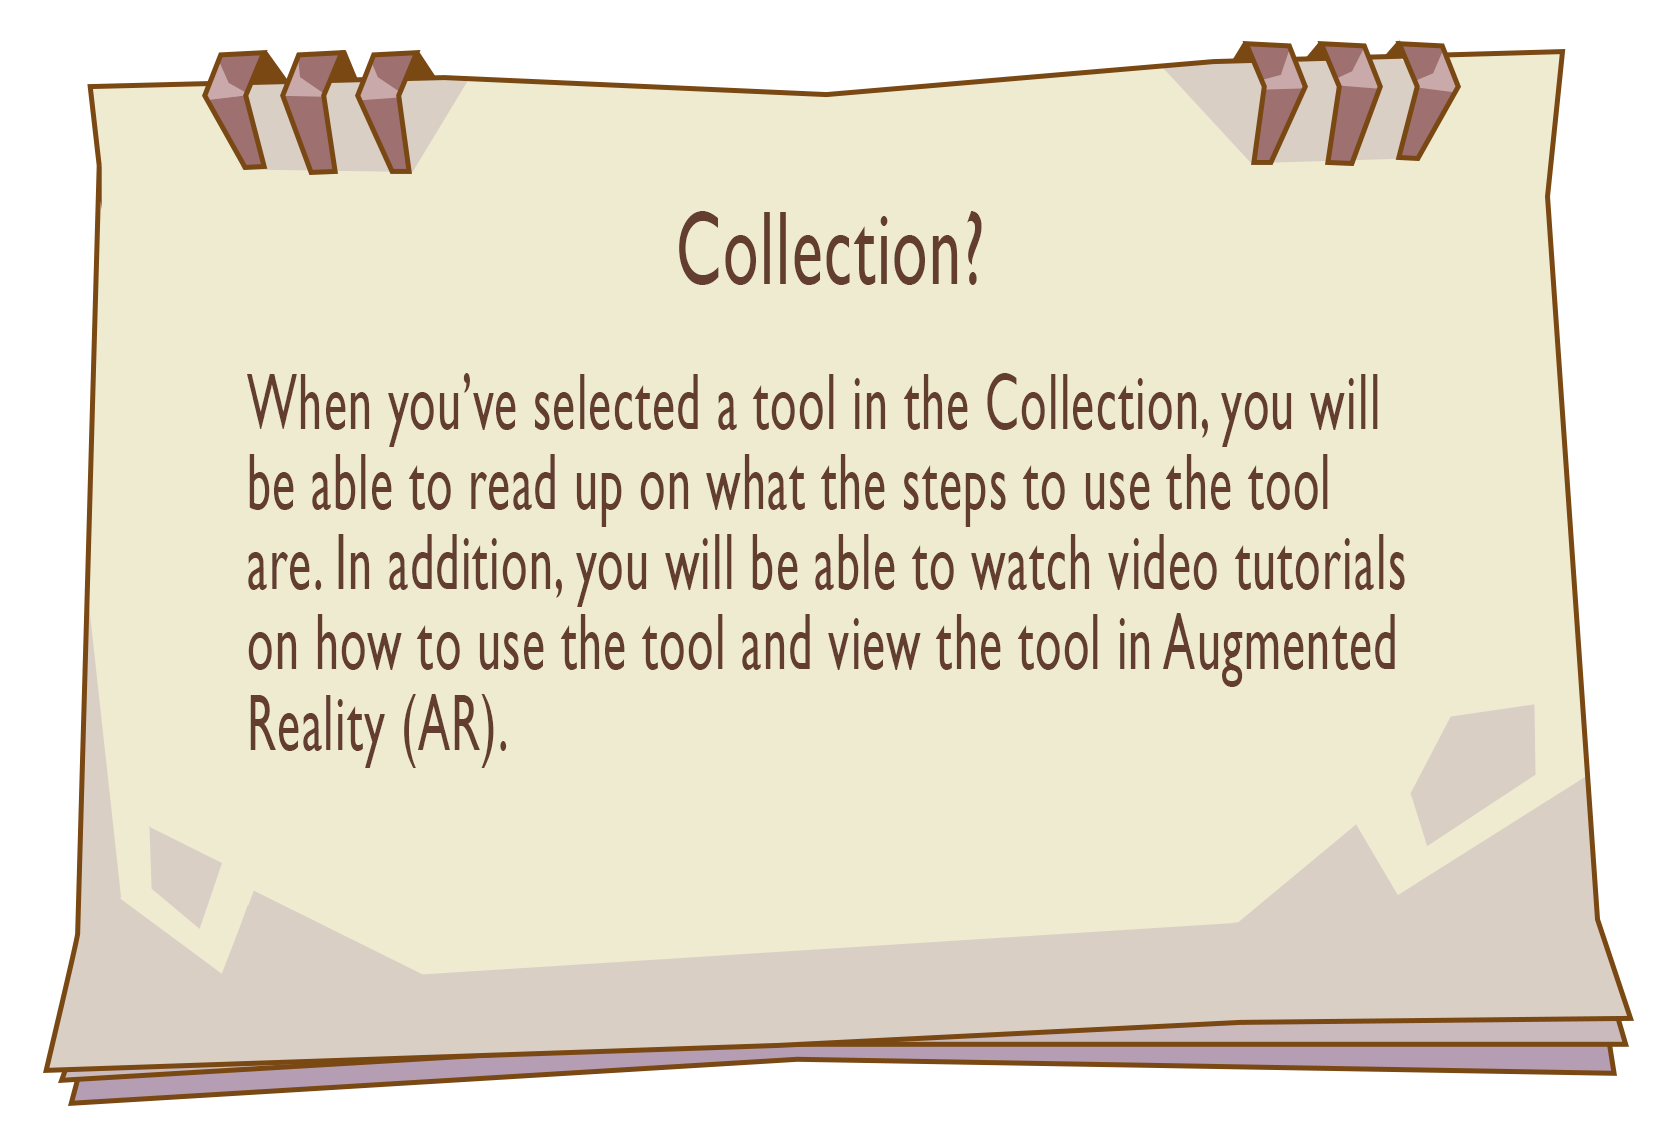 Collection?
When you’ve selected a tool in the Collection, you will
be able to read up on what the steps to use the tool
are. In addition, you will be able to watch video tutorials
on how to use the tool and view the tool in Augmented
Reality (AR).